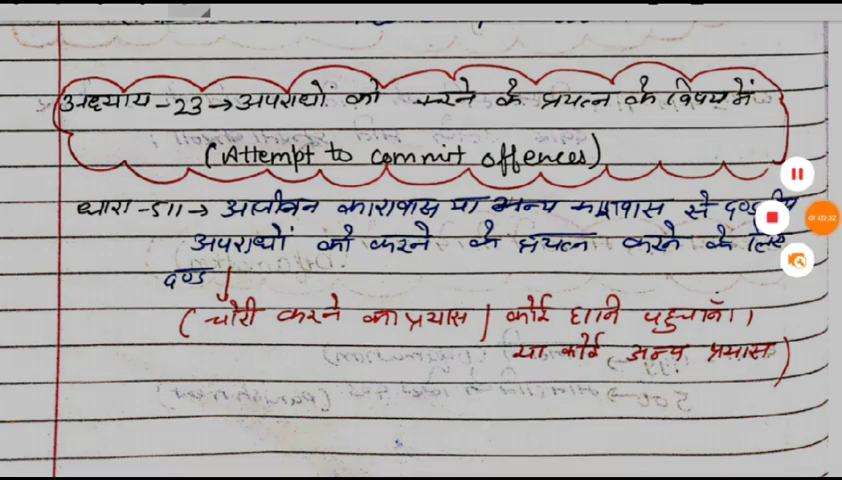 अध्याय -23 → अपराधों को करने के प्रयत्न के विषय में
(Attempt to commit offences)
धारा -511 → आजीवन कारावास या अन्य कारावास से दण्डनीय
अपराधों को करने के प्रयत्न करने के लिए
दण्ड
(चोरी करने का प्रयास / कोई हानि पहुचाना।
या कोई अन्य प्रयास)